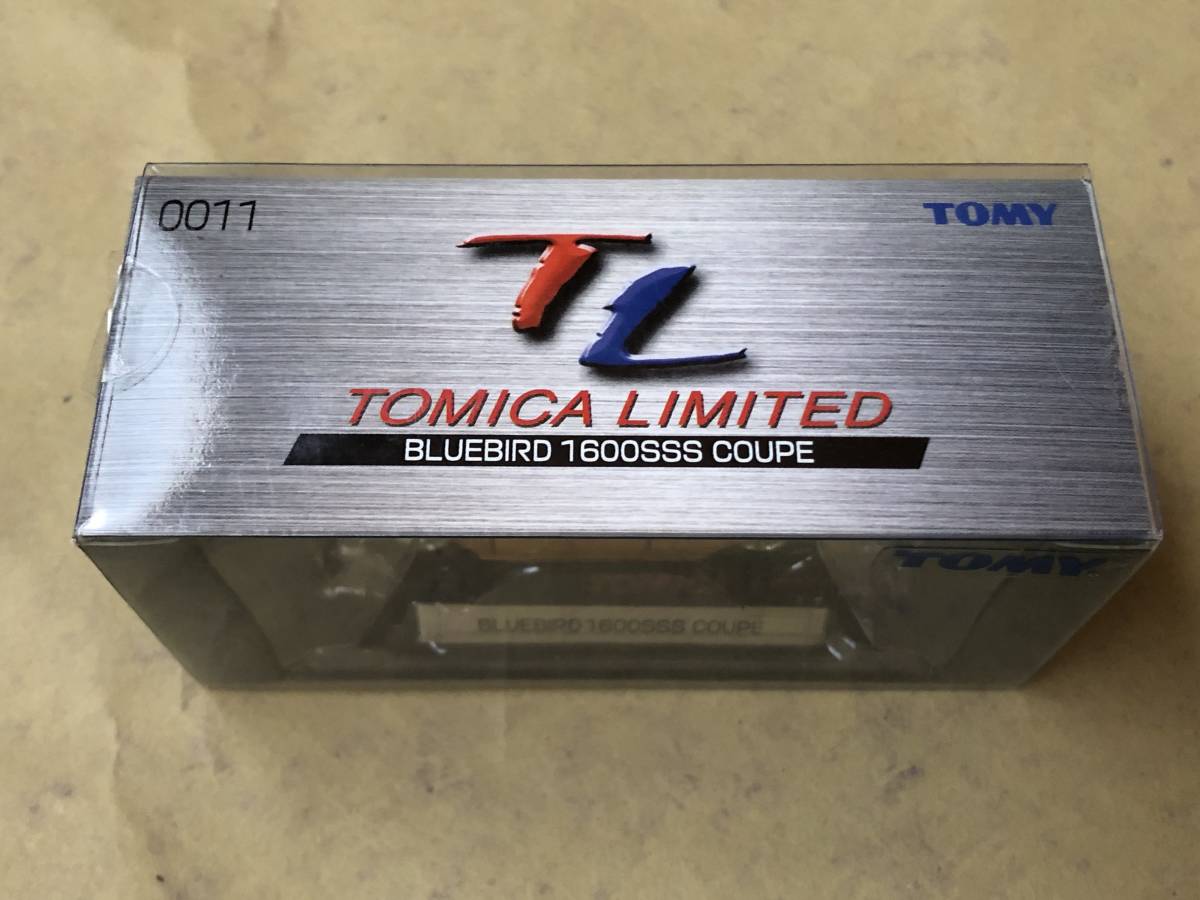 0011
TOMY
TL
TOMICA LIMITED
BLUEBIRD 1600SSS COUPE
TOMY
BLUEBIRD 1600SSS COUPE